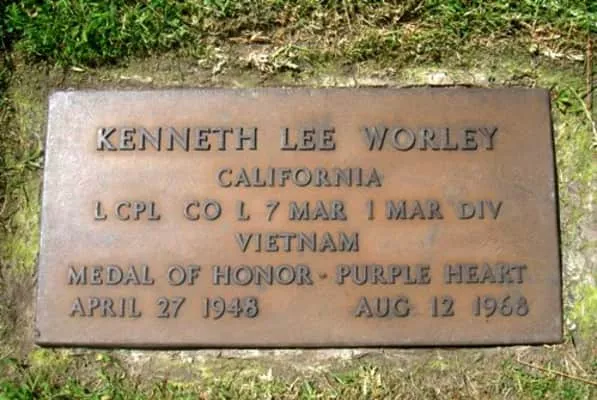 KENNETH LEE WORLEY
CALIFORNIA
L CPL CO L 7 MAR 1 MAR DIV
VIETNAM
MEDAL OF HONOR · PURPLE HEART
APRIL 27 1948 AUG 12 1968